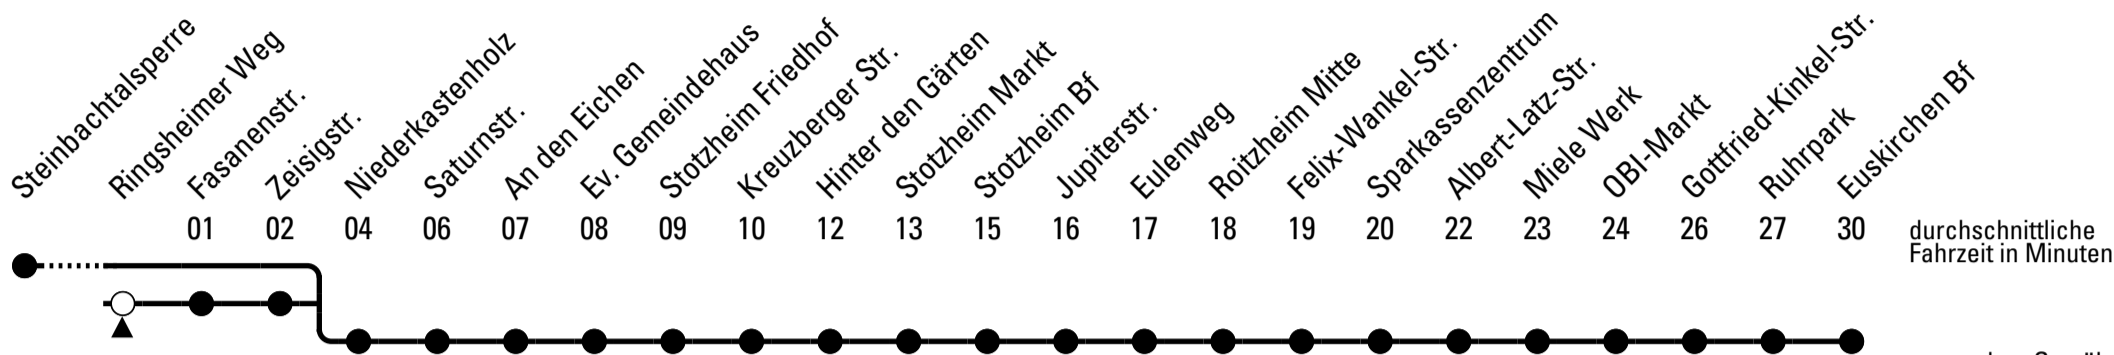 Steinbachtalsperre
Ringsheimer Weg
Fasanenstr.
Zeisigstr.
Niederkastenholz
Saturnstr.
An den Eichen
Ev. Gemeindehaus
Stotzheim Friedhof
Kreuzberger Str.
Hinter den Gärten
Stotzheim Markt
Stotzheim Bf
Jupiterstr.
Eulenweg
Roitzheim Mitte
Felix-Wankel-Str.
Sparkassenzentrum
Albert-Latz-Str.
Miele Werk
OBI-Markt
Gottfried-Kinkel-Str.
Ruhrpark
Euskirchen Bf
01 02 04 06 07 08 09 10 12 13 15 16 17 18 19 20 22 23 24 26 27 30
durchschnittliche
Fahrzeit in Minuten